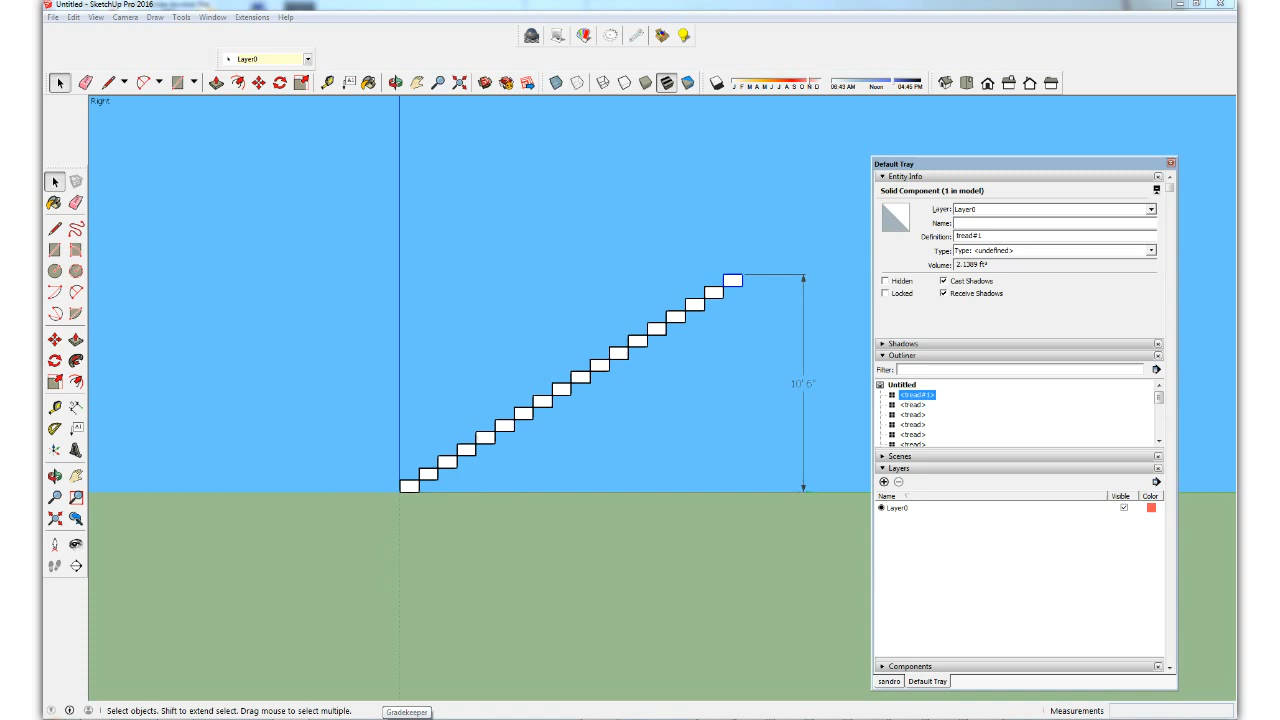 Untitled - SketchUp Pro 2016
File Edit View Camera Draw Tools Window Extensions Help
Layer0
J F M A M J J A S O N D 06:43 AM Noon 04:45 PM
Right
Default Tray
Entity Info
Solid Component (1 in model)
Layer: Layer0
Name:
Definition: tread#1
Type: Type: <undefined>
Volume: 2.1389 ft³
Hidden Cast Shadows
Locked Receive Shadows
Shadows
Outliner
Filter:
Untitled
<tread#1>
<tread>
<tread>
<tread>
<tread>
<tread>
Scenes
Layers
Name Visible Color
Layer0
10' 6"
Components
sandro Default Tray
Select objects. Shift to extend select. Drag mouse to select multiple.
Gradekeeper
Measurements